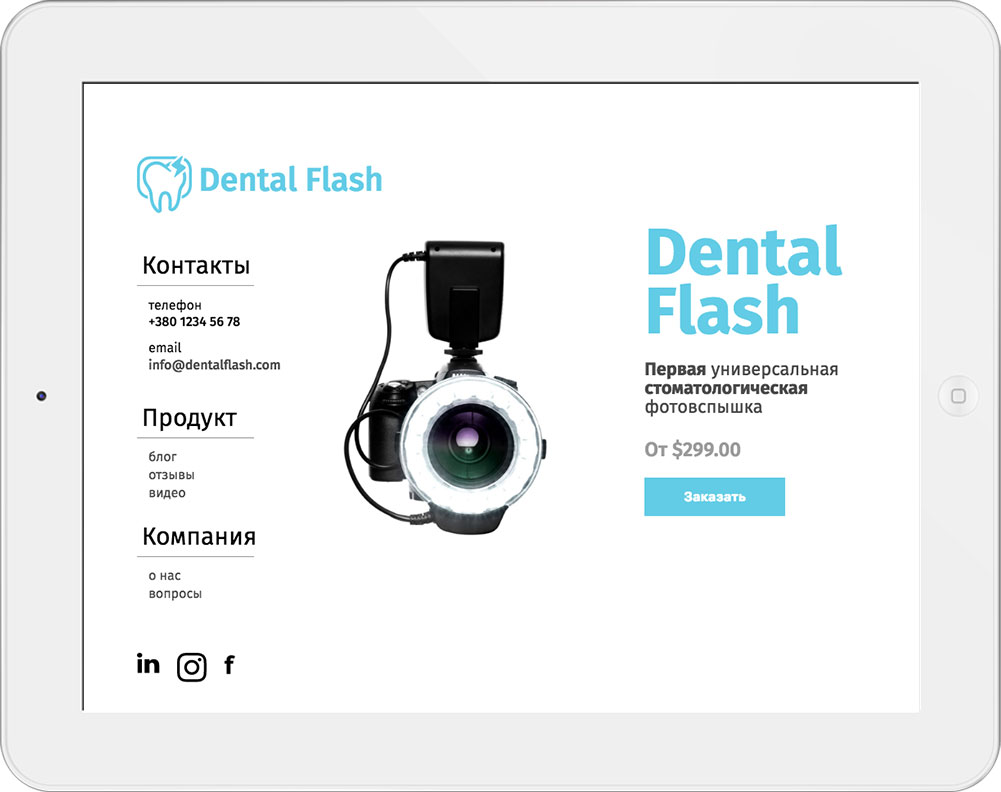 Dental Flash
Контакты
телефон
+380 1234 56 78
email
info@dentalflash.com
Продукт
блог
отзывы
видео
Компания
о нас
вопросы
in
f
Dental
Flash
Первая универсальная
стоматологическая
фотовспышка
От $299.00
Заказать